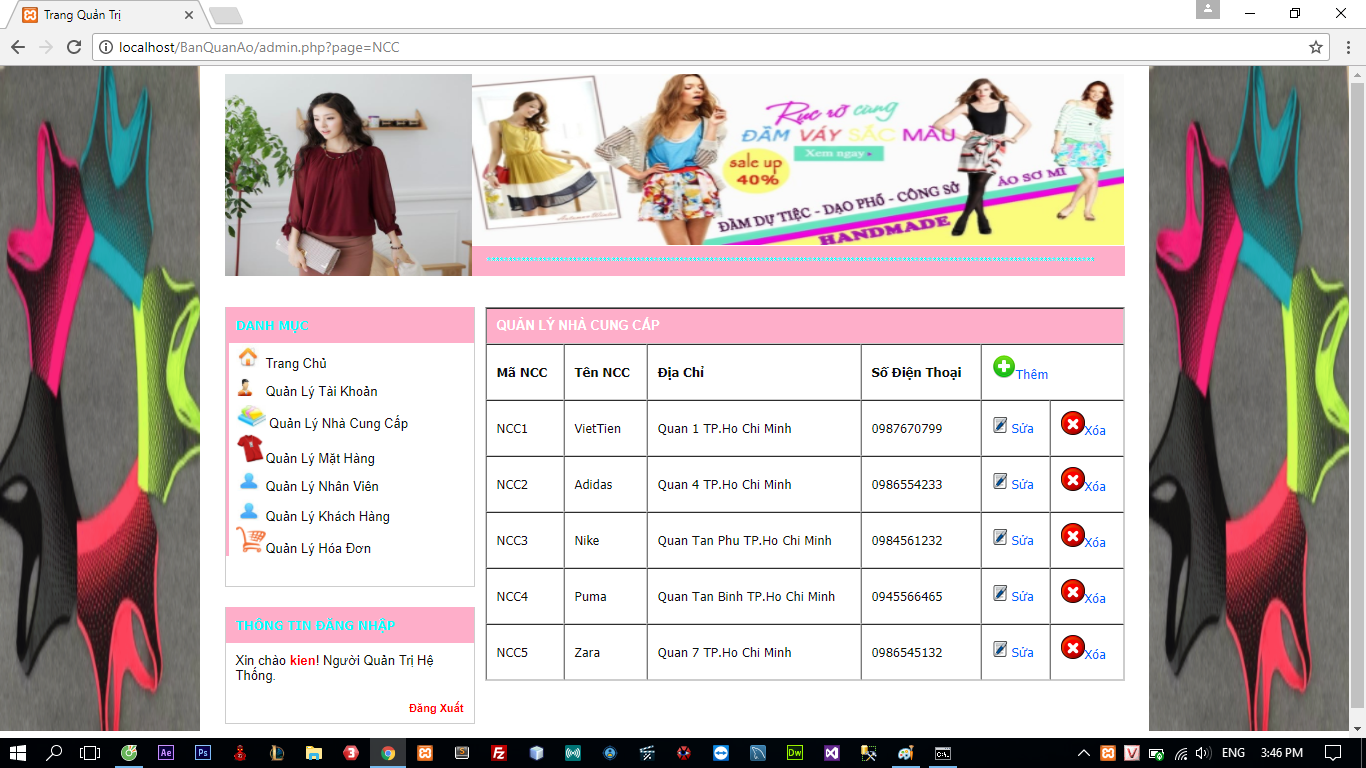 Trang Quản Trị
localhost/BanQuanAo/admin.php?page=NCC
Rực rỡ cùng
ĐẦM VÁY SẮC MÀU
Xem ngay
sale up
40%
ĐẦM DỰ TIỆC - DẠO PHỐ - CÔNG SỞ
ÁO SƠ MI
HANDMADE
DANH MỤC
Trang Chủ
Quản Lý Tài Khoản
Quản Lý Nhà Cung Cấp
Quản Lý Mặt Hàng
Quản Lý Nhân Viên
Quản Lý Khách Hàng
Quản Lý Hóa Đơn
THÔNG TIN ĐĂNG NHẬP
Xin chào kien! Người Quản Trị Hệ
Thống.
Đăng Xuất
QUẢN LÝ NHÀ CUNG CẤP
Mã NCC Tên NCC Địa Chỉ Số Điện Thoại Thêm
NCC1 VietTien Quan 1 TP.Ho Chi Minh 0987670799 Sửa Xóa
NCC2 Adidas Quan 4 TP.Ho Chi Minh 0986554233 Sửa Xóa
NCC3 Nike Quan Tan Phu TP.Ho Chi Minh 0984561232 Sửa Xóa
NCC4 Puma Quan Tan Binh TP.Ho Chi Minh 0945566465 Sửa Xóa
NCC5 Zara Quan 7 TP.Ho Chi Minh 0986545132 Sửa Xóa
Ae Ps 3 S Fz Dw C:\. V ENG 3:46 PM